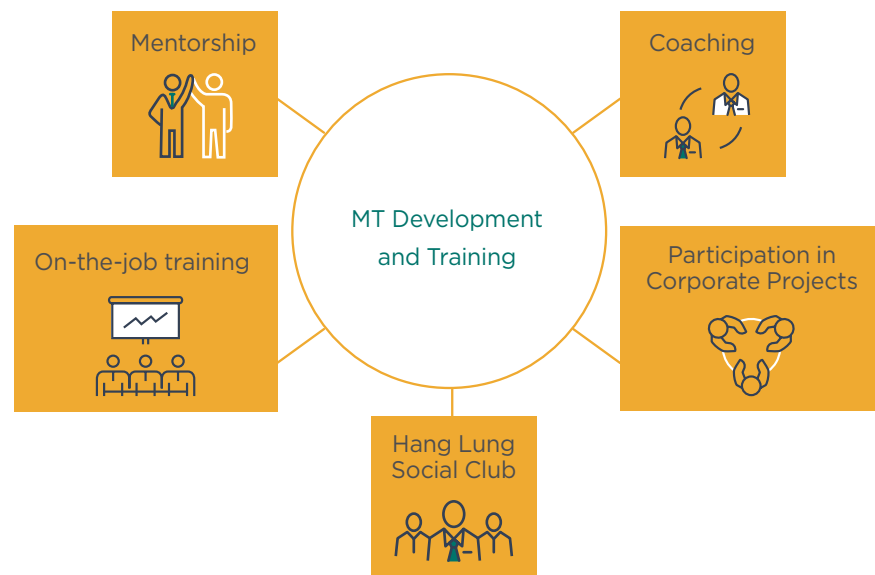 Mentorship
Coaching
MT Development
and Training
On-the-job training
Participation in
Corporate Projects
Hang Lung
Social Club